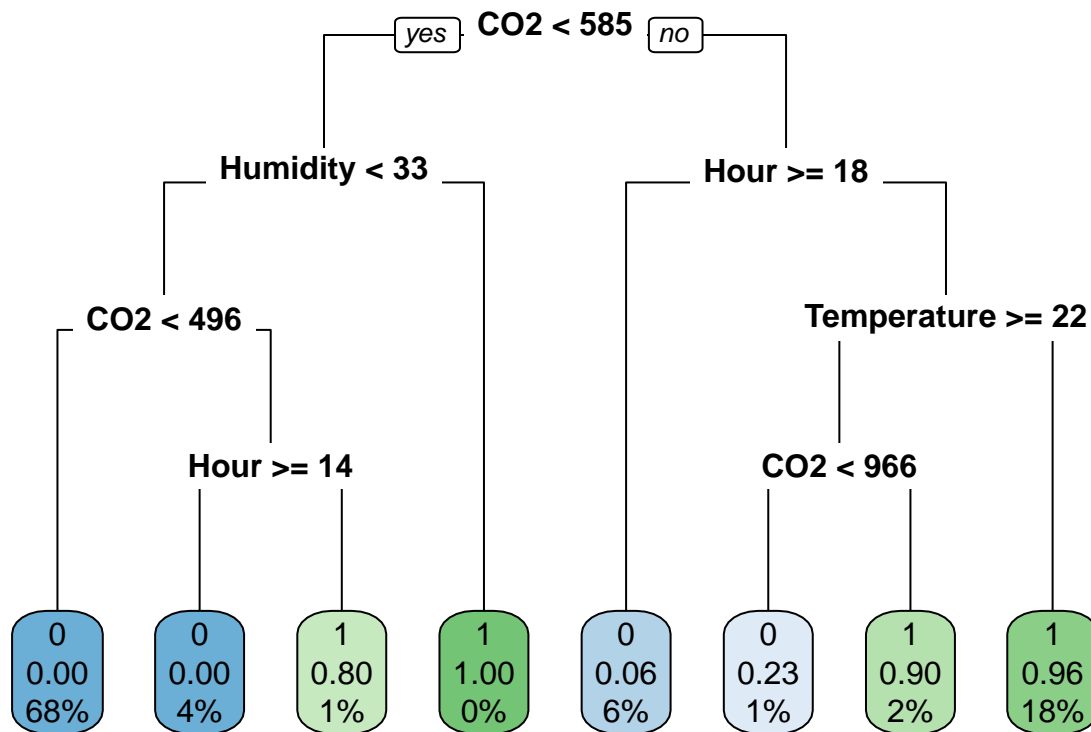 yes CO2 < 585 no
Humidity < 33 Hour >= 18
CO2 < 496 Temperature >= 22
Hour >= 14 CO2 < 966
0 0 1 1 0 0 1 1
0.00 0.00 0.80 1.00 0.06 0.23 0.90 0.96
68% 4% 1% 0% 6% 1% 2% 18%